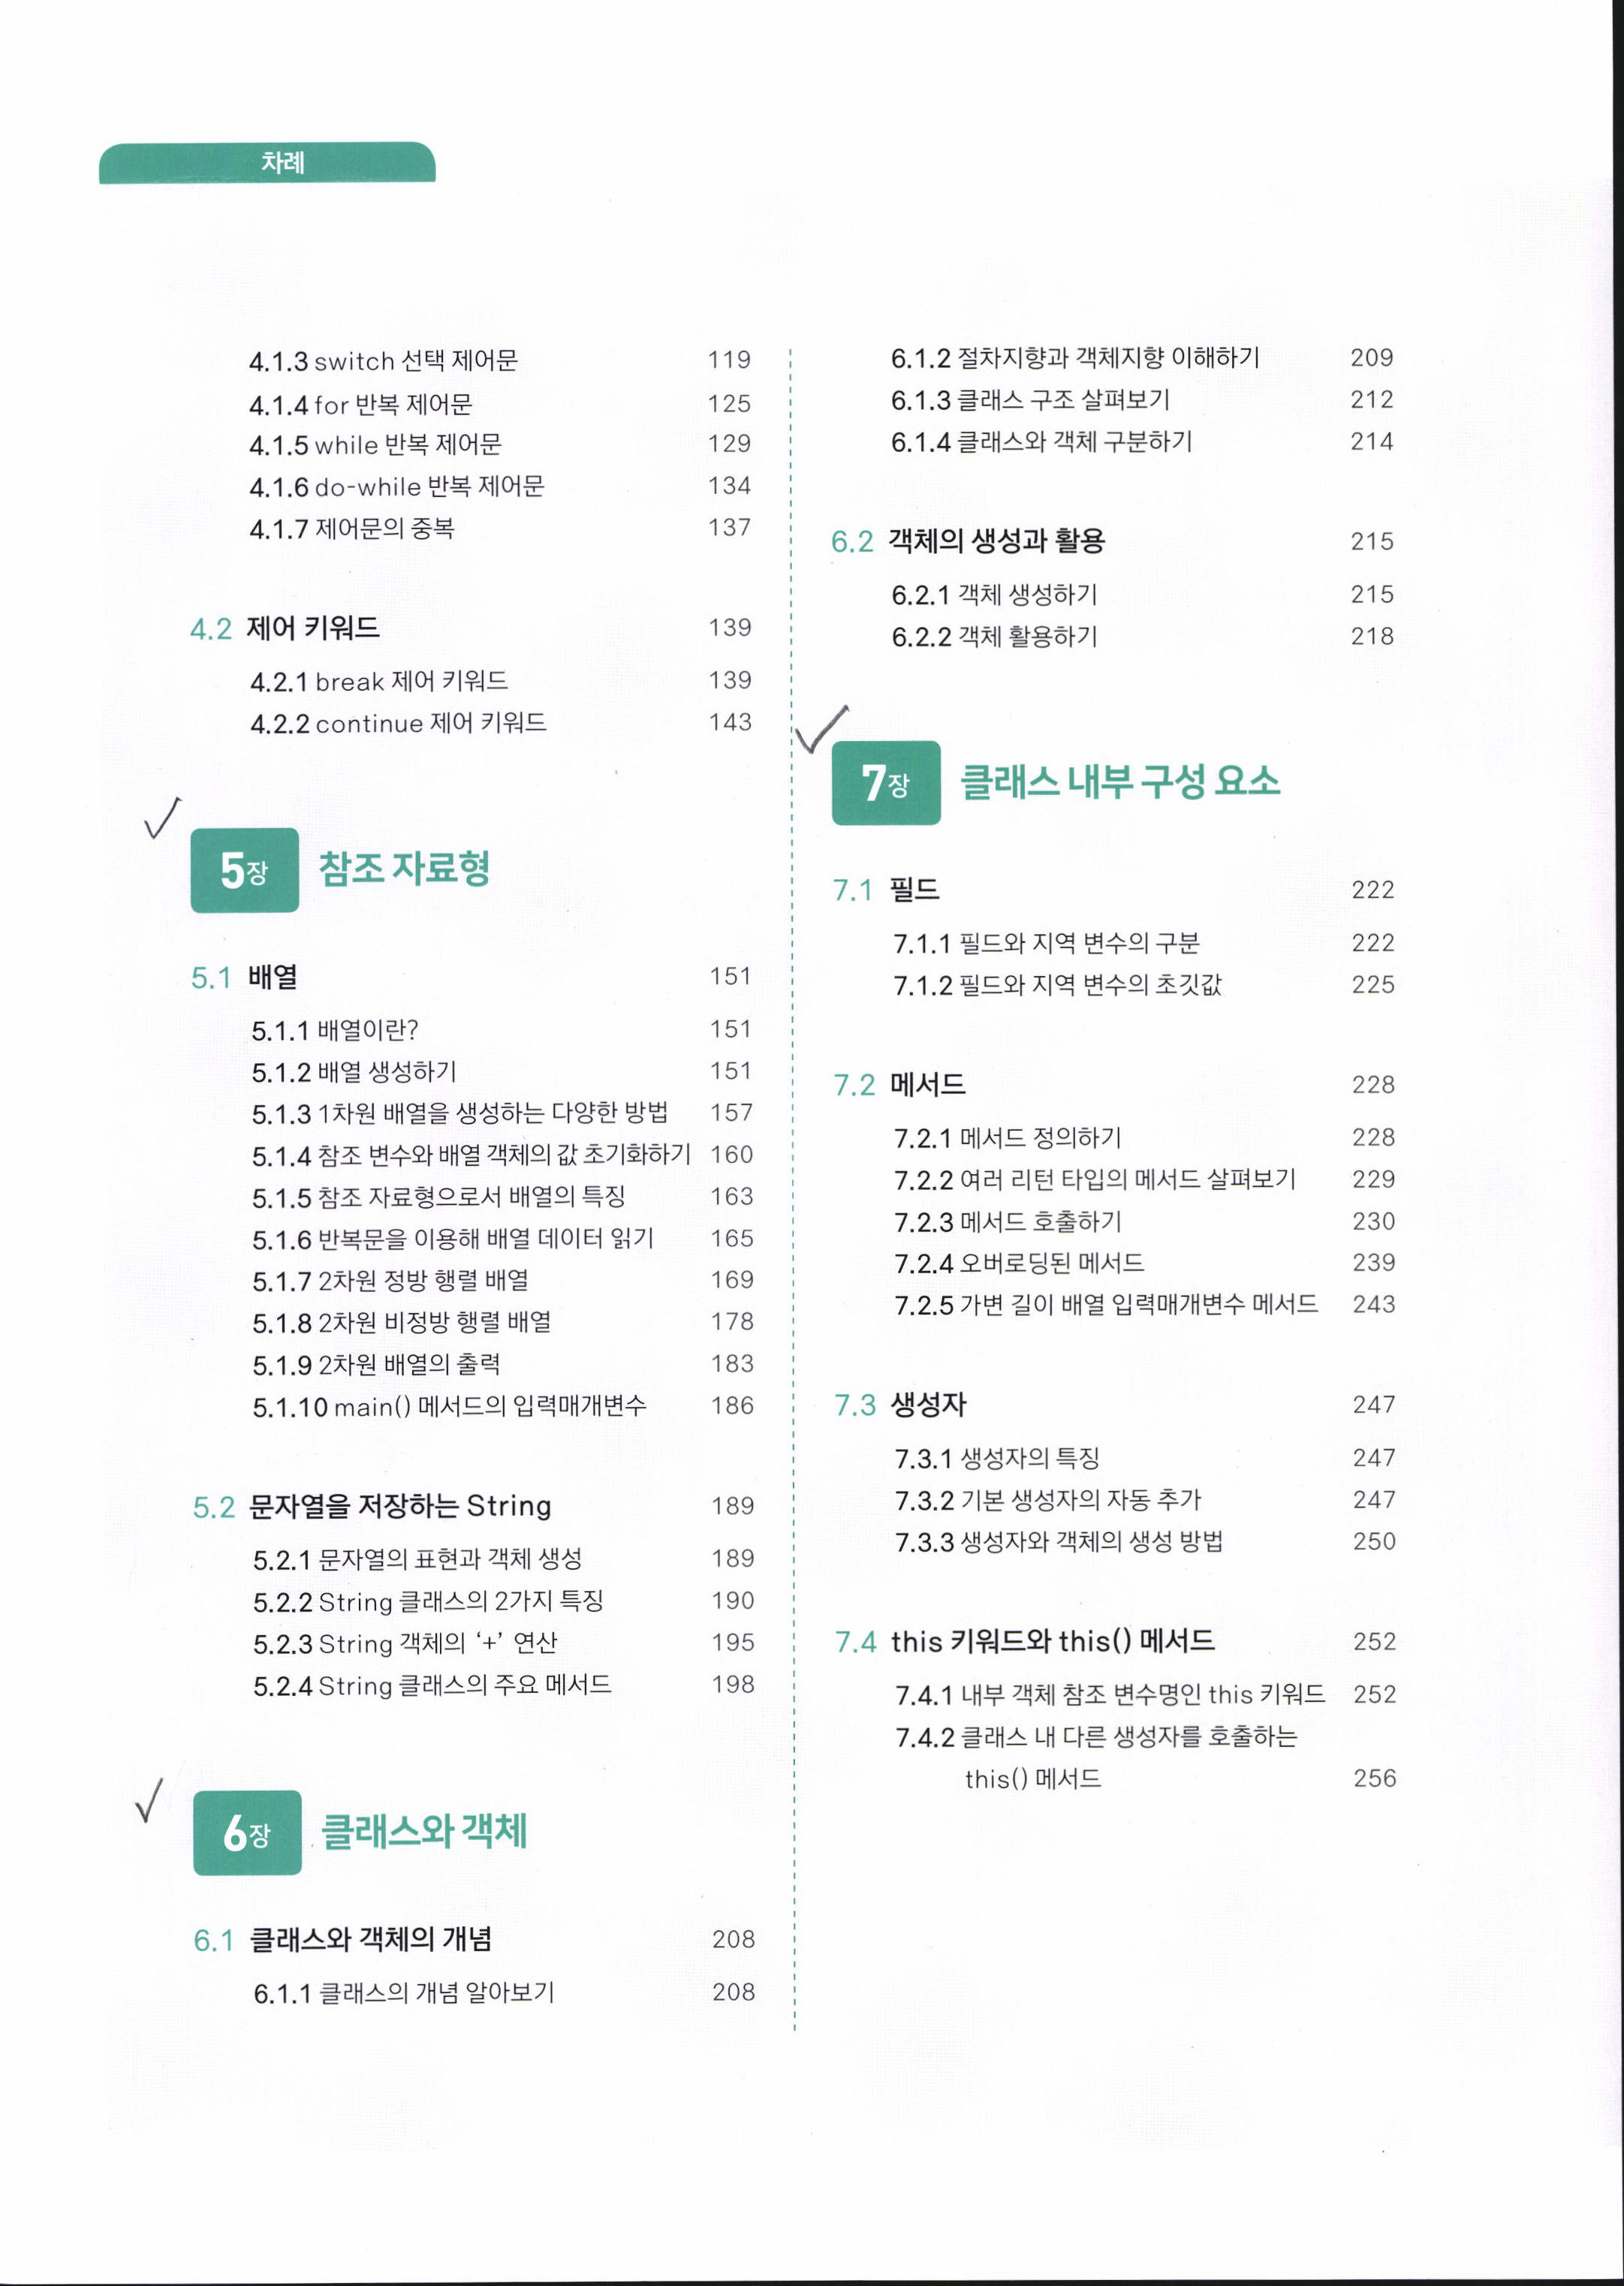 차례
4.1.3 switch 선택 제어문 119
4.1.4 for 반복 제어문 125
4.1.5 while 반복 제어문 129
4.1.6 do-while 반복 제어문 134
4.1.7 제어문의 중복 137
4.2 제어 키워드 139
4.2.1 break 제어 키워드 139
4.2.2 continue 제어 키워드 143
5장 참조 자료형
5.1 배열 151
5.1.1 배열이란? 151
5.1.2 배열 생성하기 151
5.1.3 1차원 배열을 생성하는 다양한 방법 157
5.1.4 참조 변수와 배열 객체의 값 초기화하기 160
5.1.5 참조 자료형으로서 배열의 특징 163
5.1.6 반복문을 이용해 배열 데이터 읽기 165
5.1.7 2차원 정방 행렬 배열 169
5.1.8 2차원 비정방 행렬 배열 178
5.1.9 2차원 배열의 출력 183
5.1.10 main() 메서드의 입력매개변수 186
5.2 문자열을 저장하는 String 189
5.2.1 문자열의 표현과 객체 생성 189
5.2.2 String 클래스의 2가지 특징 190
5.2.3 String 객체의 ‘+’ 연산 195
5.2.4 String 클래스의 주요 메서드 198
6장 클래스와 객체
6.1 클래스와 객체의 개념 208
6.1.1 클래스의 개념 알아보기 208
6.1.2 절차지향과 객체지향 이해하기 209
6.1.3 클래스 구조 살펴보기 212
6.1.4 클래스와 객체 구분하기 214
6.2 객체의 생성과 활용 215
6.2.1 객체 생성하기 215
6.2.2 객체 활용하기 218
7장 클래스 내부 구성 요소
7.1 필드 222
7.1.1 필드와 지역 변수의 구분 222
7.1.2 필드와 지역 변수의 초깃값 225
7.2 메서드 228
7.2.1 메서드 정의하기 228
7.2.2 여러 리턴 타입의 메서드 살펴보기 229
7.2.3 메서드 호출하기 230
7.2.4 오버로딩된 메서드 239
7.2.5 가변 길이 배열 입력매개변수 메서드 243
7.3 생성자 247
7.3.1 생성자의 특징 247
7.3.2 기본 생성자의 자동 추가 247
7.3.3 생성자와 객체의 생성 방법 250
7.4 this 키워드와 this() 메서드 252
7.4.1 내부 객체 참조 변수명인 this 키워드 252
7.4.2 클래스 내 다른 생성자를 호출하는
this() 메서드 256